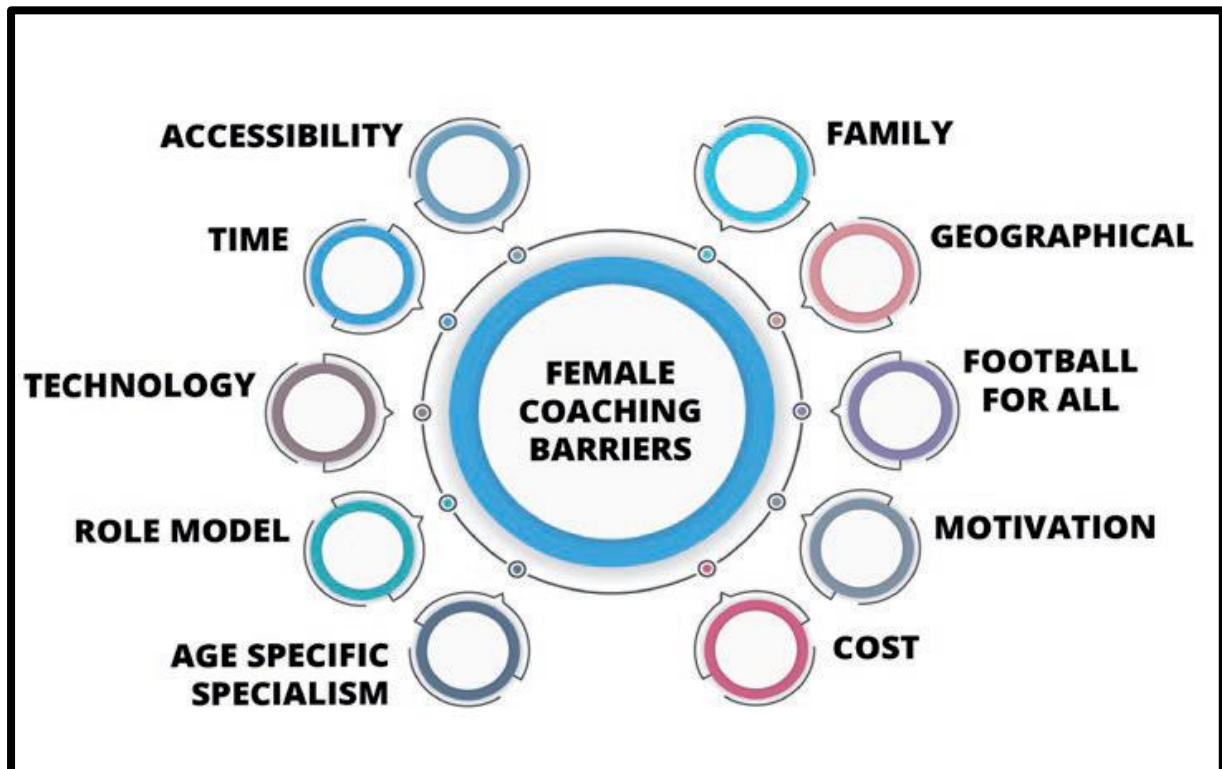 ACCESSIBILITY
FAMILY
TIME
GEOGRAPHICAL
TECHNOLOGY
FEMALE
COACHING
BARRIERS
FOOTBALL
FOR ALL
ROLE MODEL
MOTIVATION
AGE SPECIFIC
SPECIALISM
COST